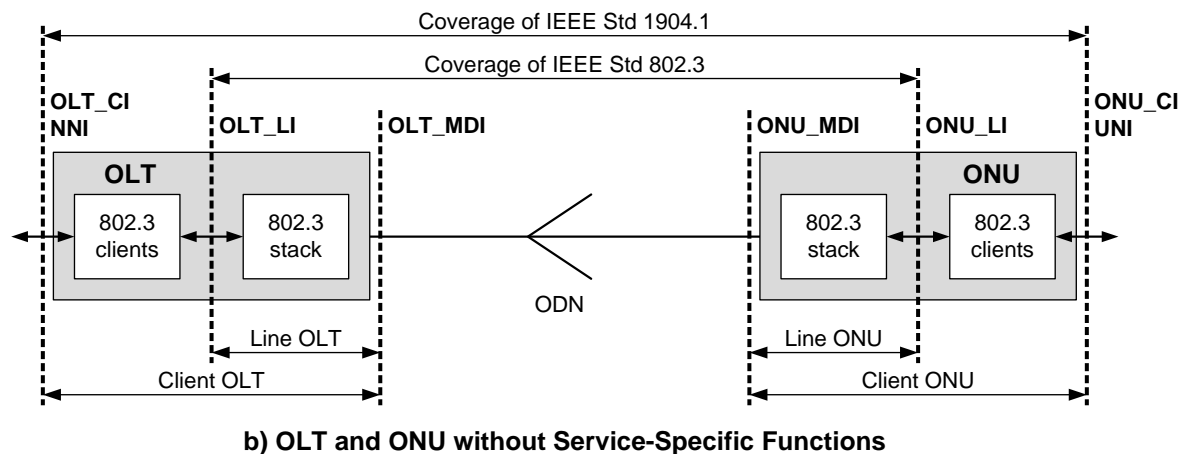 Coverage of IEEE Std 1904.1
Coverage of IEEE Std 802.3
OLT_CI
NNI
OLT_LI
OLT_MDI
ONU_MDI
ONU_LI
ONU_CI
UNI
OLT
ONU
802.3
clients
802.3
stack
802.3
stack
802.3
clients
ODN
Line OLT
Line ONU
Client OLT
Client ONU
b) OLT and ONU without Service-Specific Functions